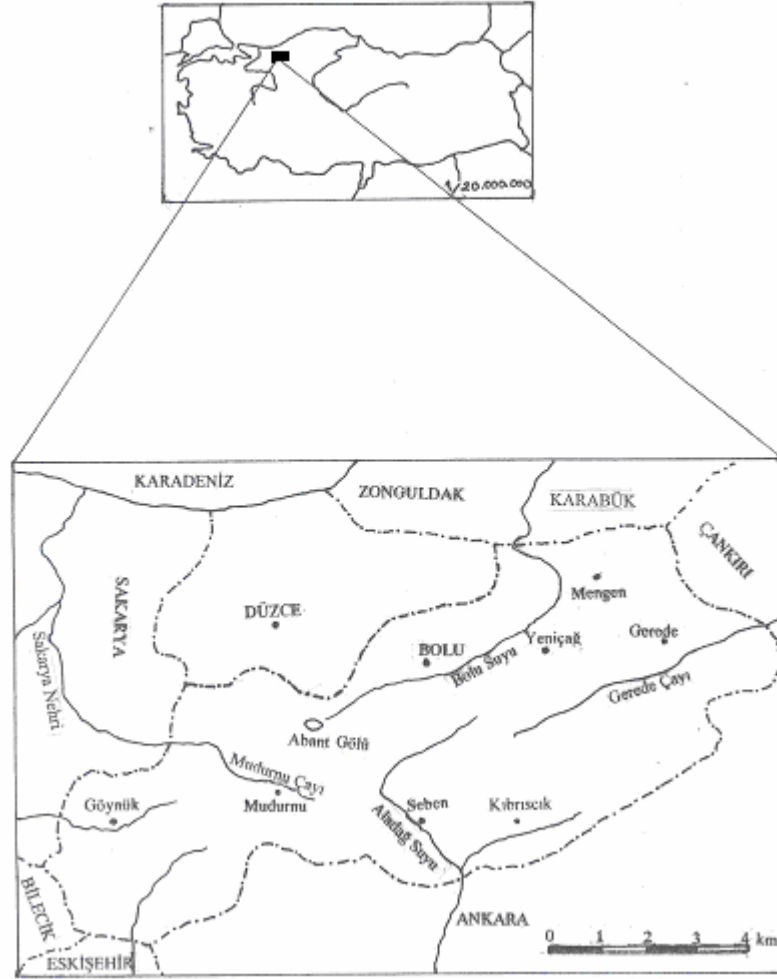 1/20.000.000
KARADENİZ
ZONGULDAK
KARABÜK
ÇANKIRI
SAKARYA
Mengen
DÜZCE
BOLU
Bolu Suyu
Yeniçağ
Gerede
Sakarya Nehri
Gerede Çayı
Abant Gölü
Mudurnu Çayı
Göynük
Mudurnu
Seben
Kıbrıscık
Aladağ Suyu
BİLECİK
ANKARA
0 1 2 3 4 km
ESKİŞEHİR